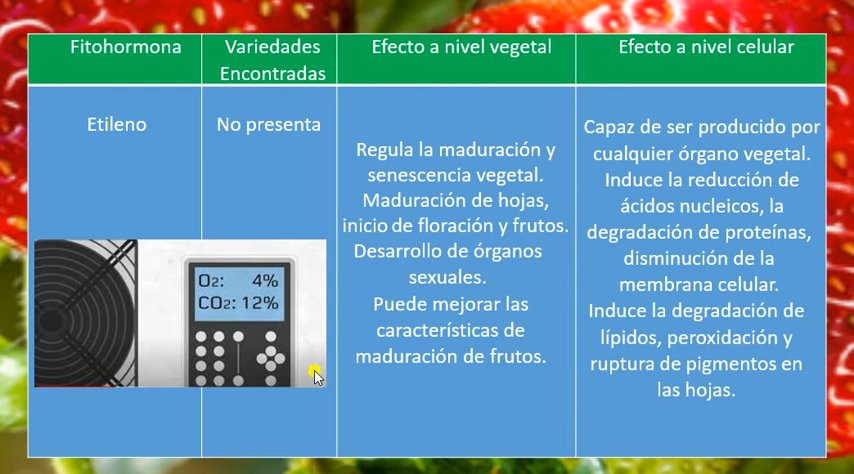 Fitohormona
Variedades
Encontradas
Efecto a nivel vegetal
Efecto a nivel celular
Etileno
No presenta
Regula la maduración y
senescencia vegetal.
Maduración de hojas,
inicio de floración y frutos.
Desarrollo de órganos
sexuales.
Puede mejorar las
características de
maduración de frutos.
Capaz de ser producido por
cualquier órgano vegetal.
Induce la reducción de
ácidos nucleicos, la
degradación de proteínas,
disminución de la
membrana celular.
Induce la degradación de
lípidos, peroxidación y
ruptura de pigmentos en
las hojas.
O2: 4%
CO2: 12%